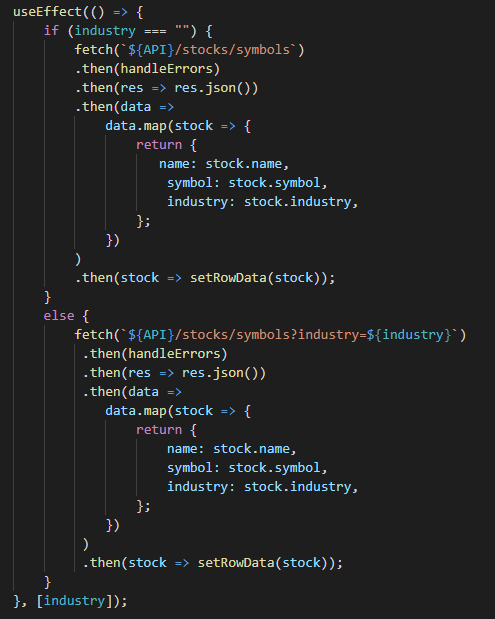 useEffect(() => {
    if (industry === "") {
        fetch(`${API}/stocks/symbols`)
        .then(handleErrors)
        .then(res => res.json())
        .then(data =>
            data.map(stock => {
                return {
                   name: stock.name,
                    symbol: stock.symbol,
                    industry: stock.industry,
                };
            })
        )
        .then(stock => setRowData(stock));
    }
    else {
        fetch(`${API}/stocks/symbols?industry=${industry}`)
         .then(handleErrors)
         .then(res => res.json())
         .then(data =>
            data.map(stock => {
                return {
                    name: stock.name,
                    symbol: stock.symbol,
                    industry: stock.industry,
                };
            })
         )
         .then(stock => setRowData(stock));
    }
}, [industry]);